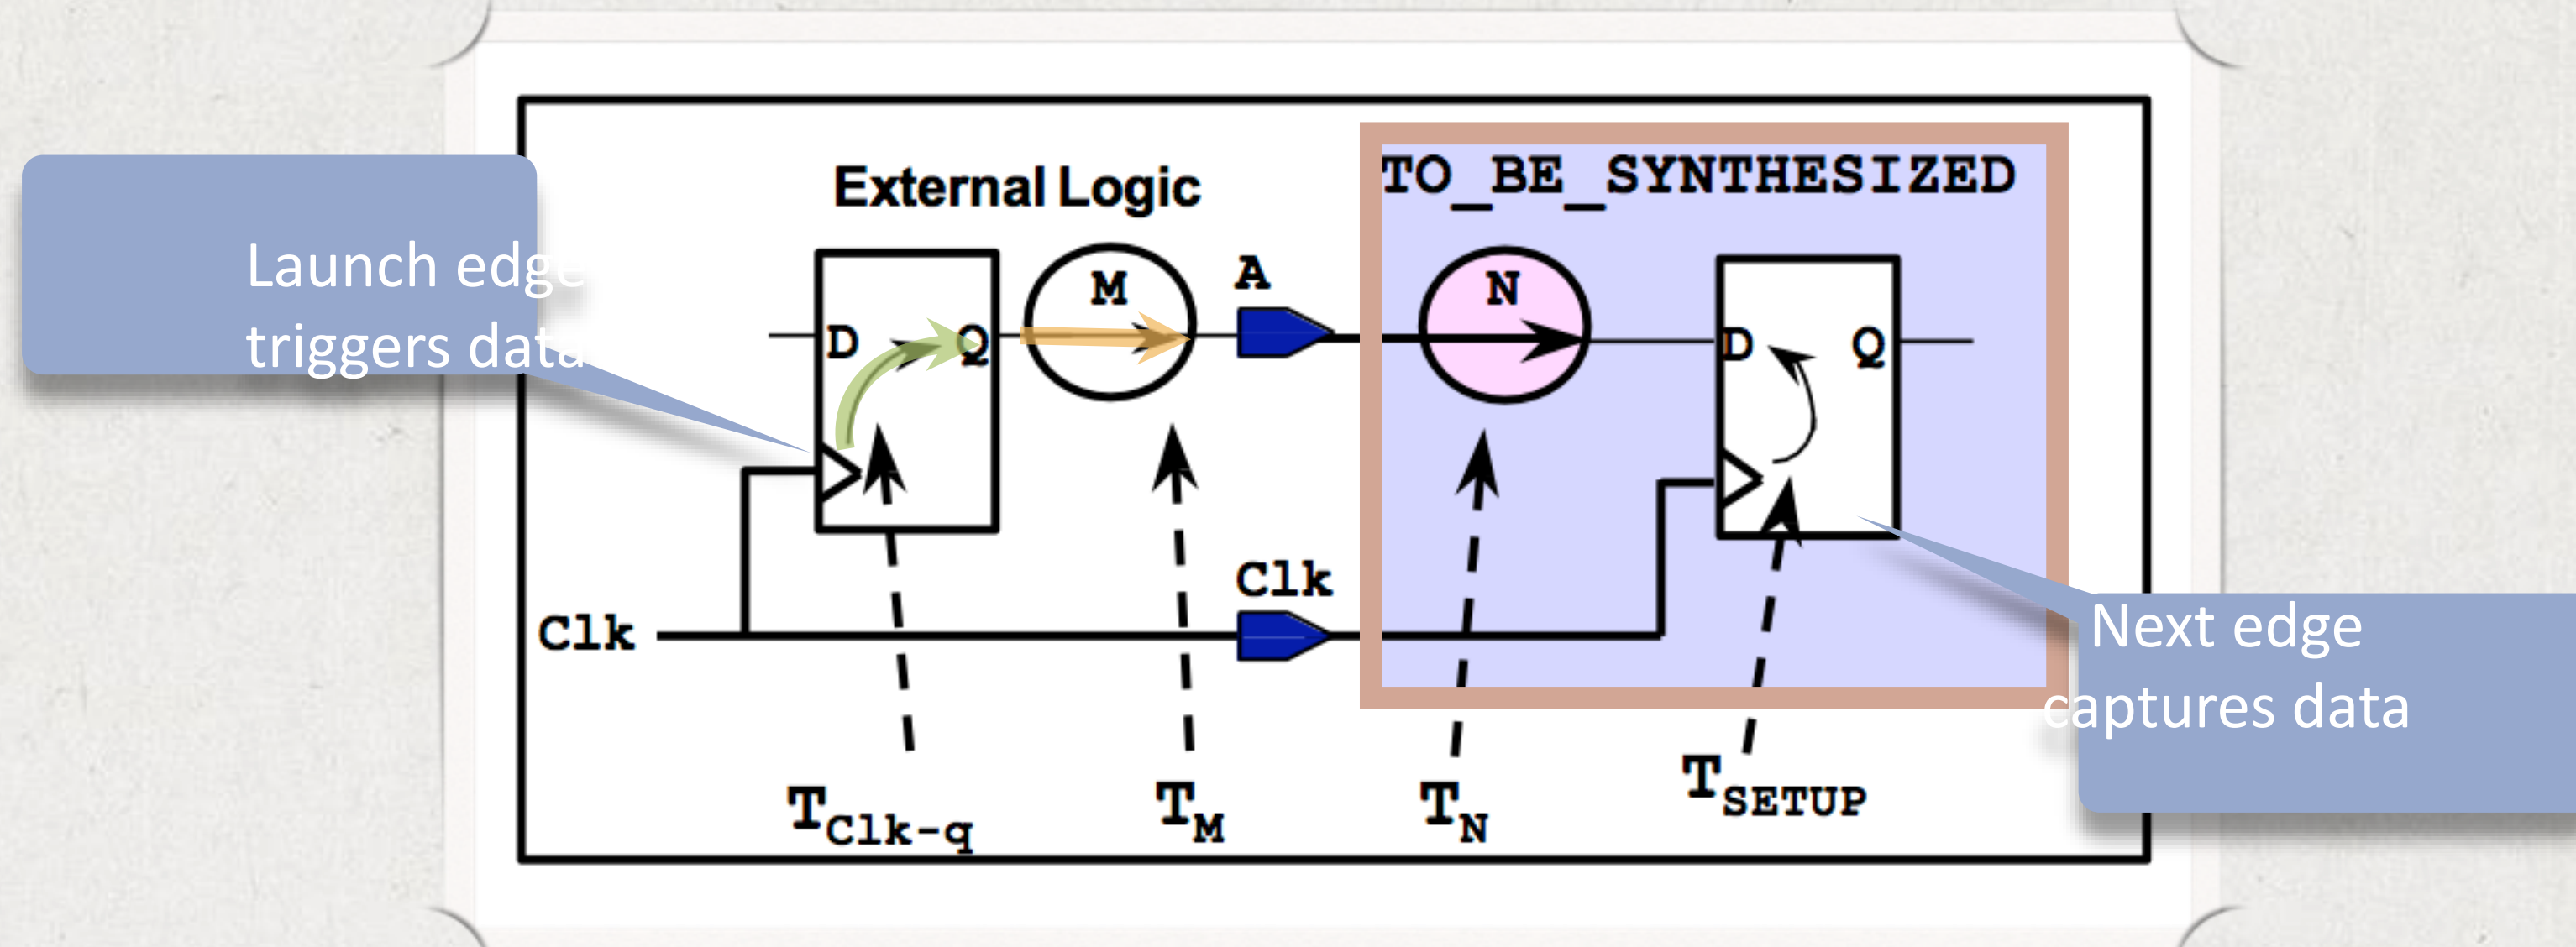 External Logic
TO_BE_SYNTHESIZED
Launch edge
triggers data
M
A
N
D
Q
D
Q
Clk
Clk
Next edge
captures data
TClk-q
TM
TN
TSETUP